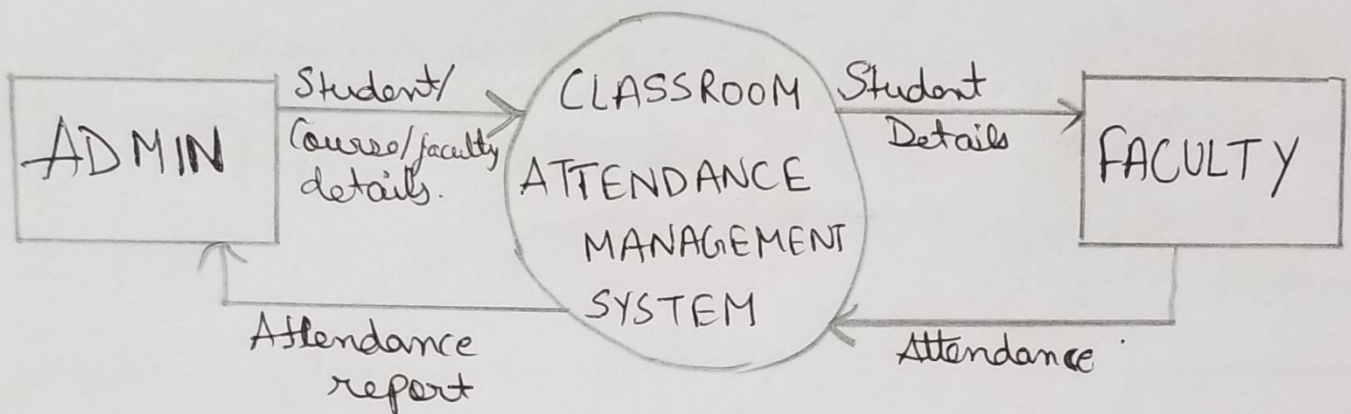 ADMIN
Student/
Course/faculty
details.
CLASSROOM
ATTENDANCE
MANAGEMENT
SYSTEM
Student
Details
FACULTY
Attendance
report
Attendance